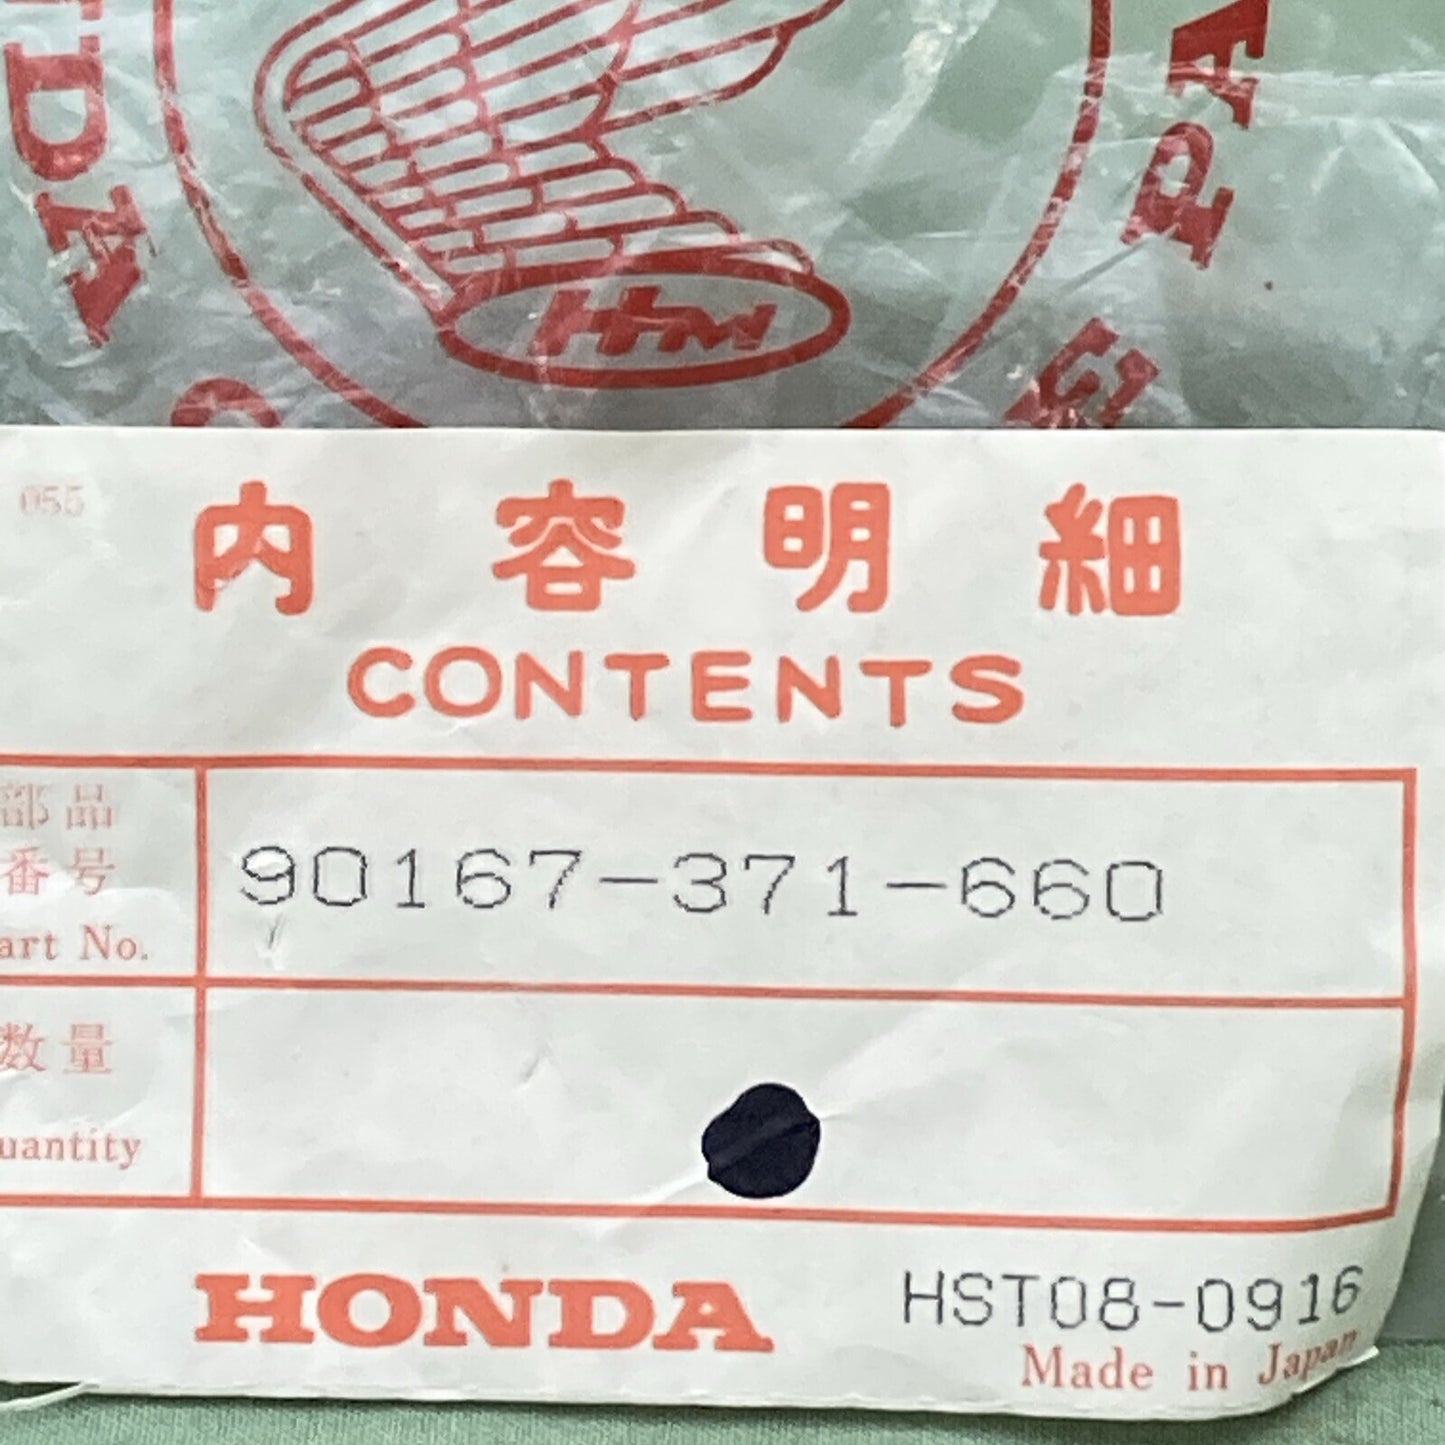 HM
055
内容明細
CONTENTS
部品
番号
art No.
90167-371-660
数量
uantity
HONDA
HST08-0916
Made in Japan